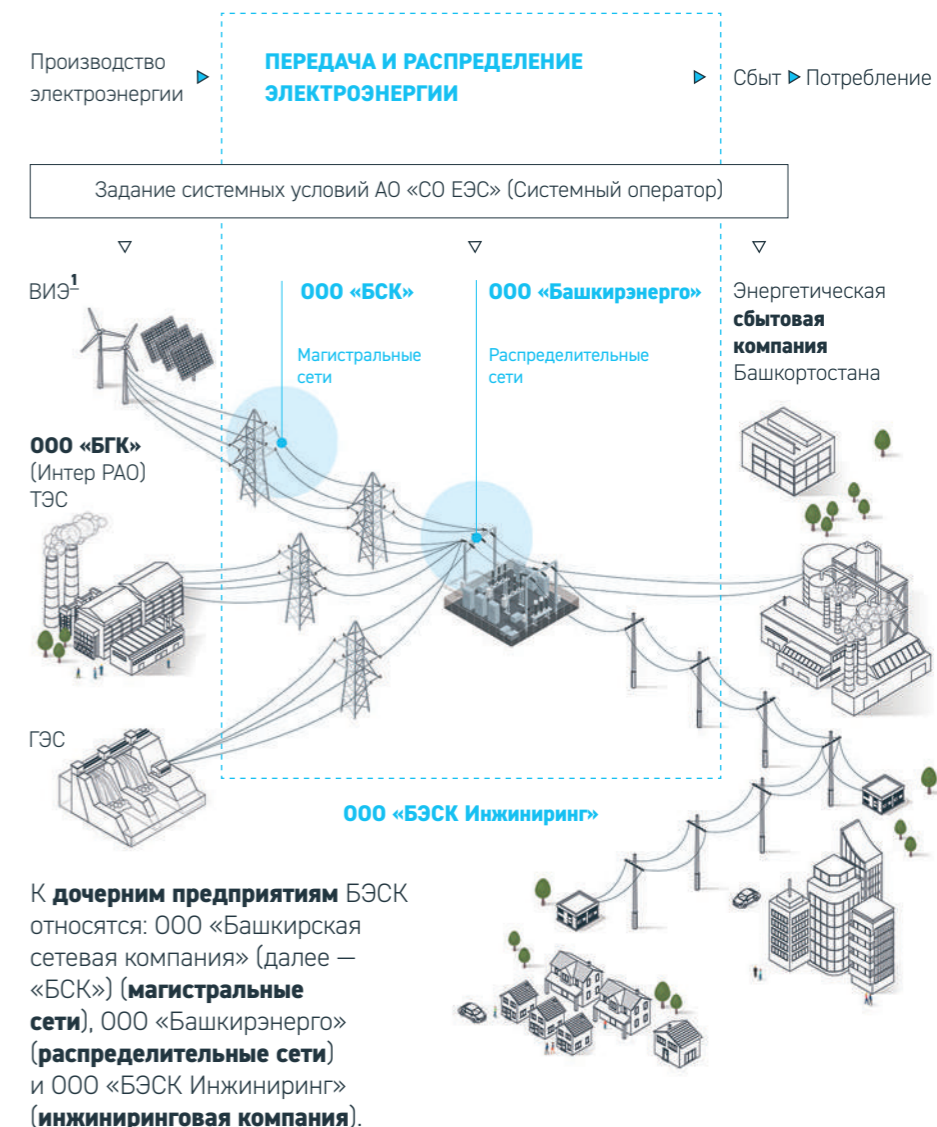 Производство
электроэнергии
ПЕРЕДАЧА И РАСПРЕДЕЛЕНИЕ
ЭЛЕКТРОЭНЕРГИИ
Сбыт ▶ Потребление
Задание системных условий АО «СО ЕЭС» (Системный оператор)
ВИЭ1
ООО «БСК»
Магистральные
сети
ООО «Башкирэнерго»
Распределительные
сети
Энергетическая
сбытовая
компания
Башкортостана
ООО «БГК»
(Интер РАО)
ТЭС
ГЭС
ООО «БЭСК Инжиниринг»
К дочерним предприятиям БЭСК
относятся: ООО «Башкирская
сетевая компания» (далее —
«БСК») (магистральные
сети), ООО «Башкирэнерго»
(распределительные сети)
и ООО «БЭСК Инжиниринг»
(инжиниринговая компания).